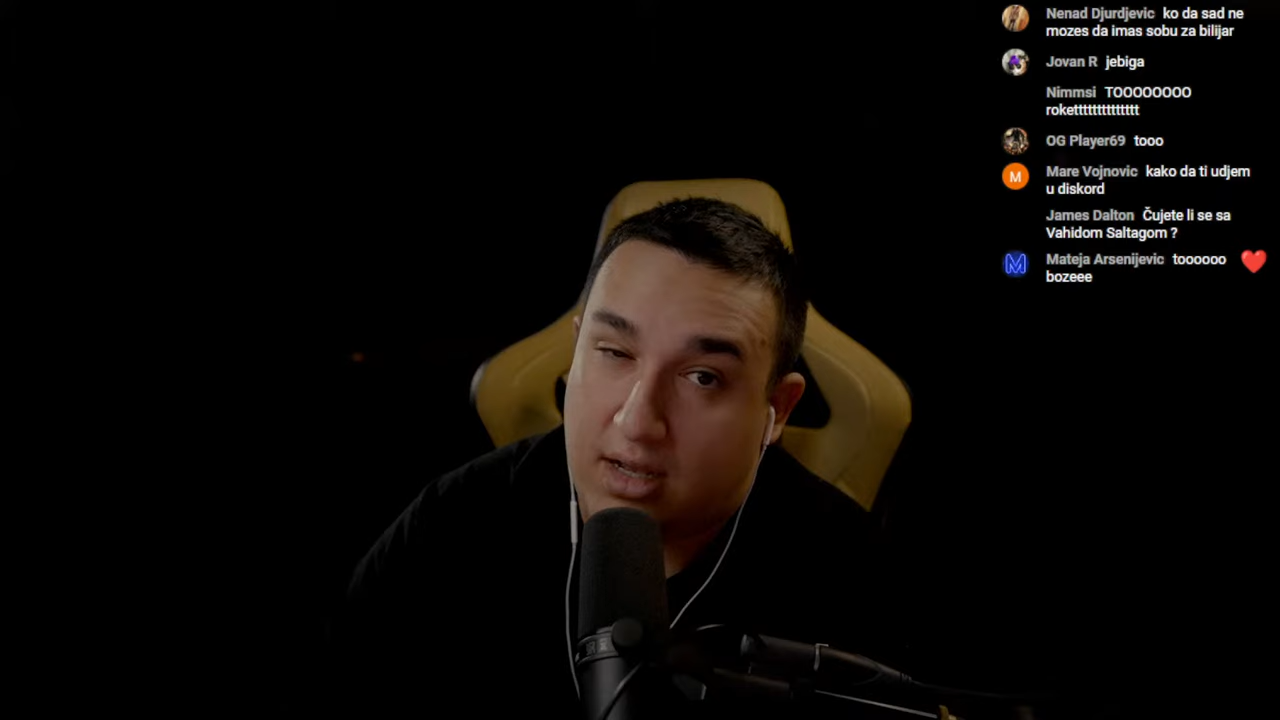 Nenad Djurdjevic ko da sad ne
mozes da imas sobu za bilijar
Jovan R jebiga
Nimmsi TOOOOOOOO
roketttttttttttttt
OG Player69 tooo
M
Mare Vojnovic kako da ti udjem
u diskord
James Dalton Čujete li se sa
Vahidom Saltagom ?
Mateja Arsenijevic toooooo
bozeee